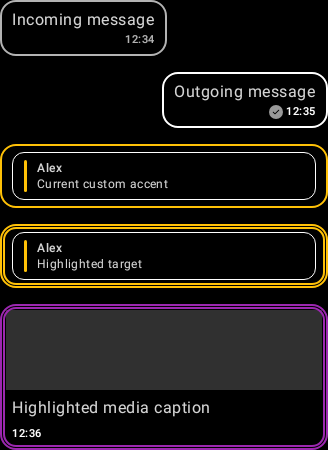 Incoming message
12:34
Outgoing message
12:35
Alex
Current custom accent
Alex
Highlighted target
Highlighted media caption
12:36